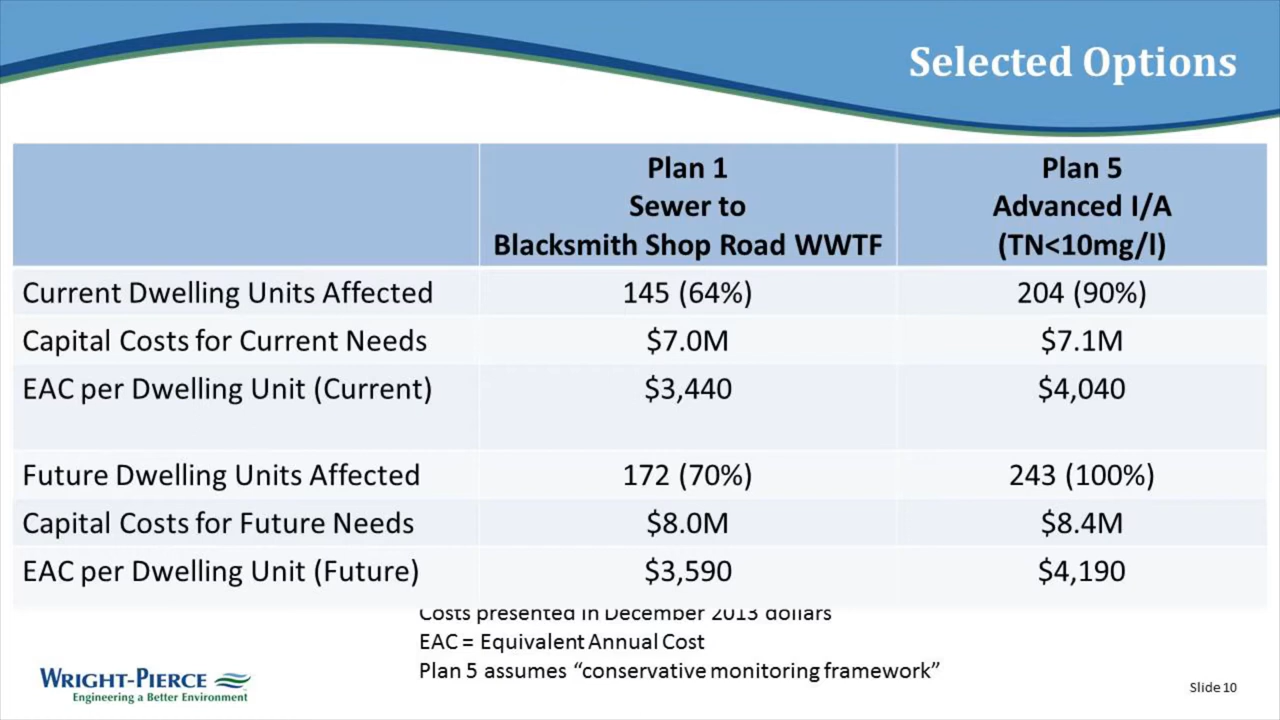 Selected Options
Plan 1
Sewer to
Blacksmith Shop Road WWTF
Plan 5
Advanced I/A
(TN<10mg/l)
Current Dwelling Units Affected 145 (64%) 204 (90%)
Capital Costs for Current Needs $7.0M $7.1M
EAC per Dwelling Unit (Current) $3,440 $4,040
Future Dwelling Units Affected 172 (70%) 243 (100%)
Capital Costs for Future Needs $8.0M $8.4M
EAC per Dwelling Unit (Future) $3,590 $4,190
Costs presented in December 2013 dollars
EAC = Equivalent Annual Cost
Plan 5 assumes “conservative monitoring framework”
WRIGHT-PIERCE
Engineering a Better Environment
Slide 10